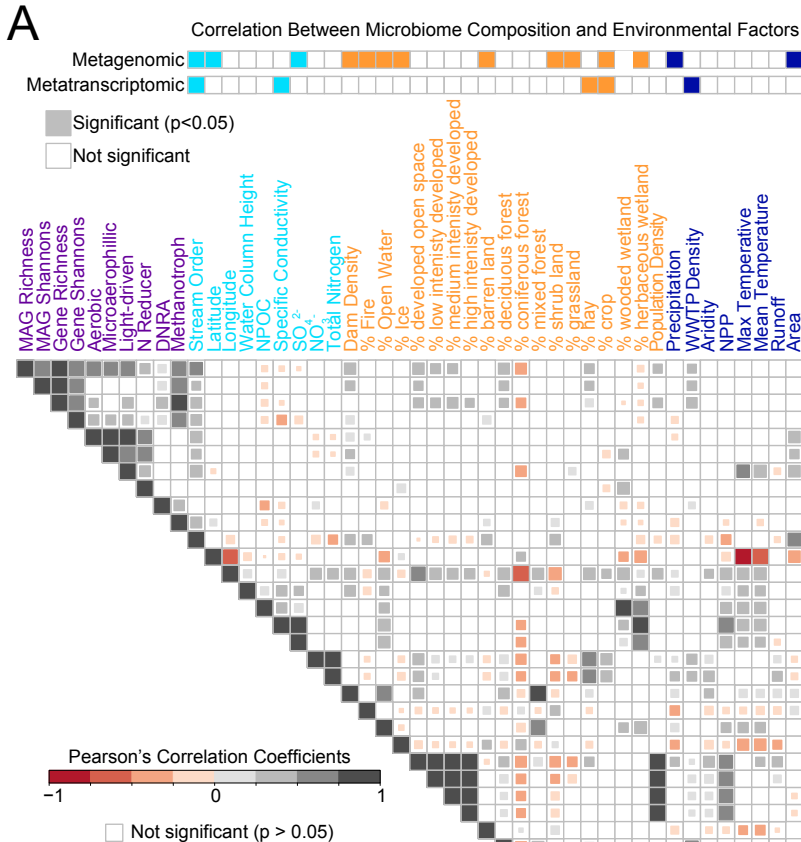 A
Correlation Between Microbiome Composition and Environmental Factors
Metagenomic
Metatranscriptomic
Significant (p<0.05)
Not significant
MAG Richness
MAG Shannons
Gene Richness
Gene Shannons
Aerobic
Microaerophillic
Light-driven
N Reducer
DNRA
Methanotroph
Stream Order
Latitude
Longitude
Water Column Height
NPOC
Specific Conductivity
SO₄²⁻
NO₃⁻
Total Nitrogen
Dam Density
% Fire
% Open Water
% Ice
% developed open space
% low intenisty developed
% medium intenisty developed
% high intenisty developed
% barren land
% deciduous forest
% coniferous forest
% mixed forest
% shrub land
% grassland
% hay
% crop
% wooded wetland
% herbaceous wetland
Population Density
Precipitation
WWTP Density
Aridity
NPP
Max Temperative
Mean Temperature
Runoff
Area
Pearson's Correlation Coefficients
−1 0 1
Not significant (p > 0.05)